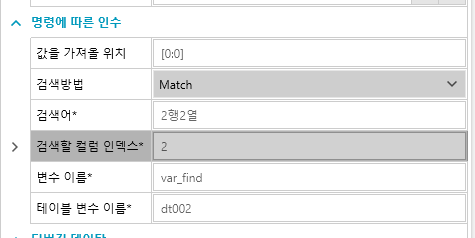 명령에 따른 인수
값을 가져올 위치 [0:0]
검색방법 Match
검색어* 2행2열
검색할 컬럼 인덱스* 2
변수 이름* var_find
테이블 변수 이름* dt002